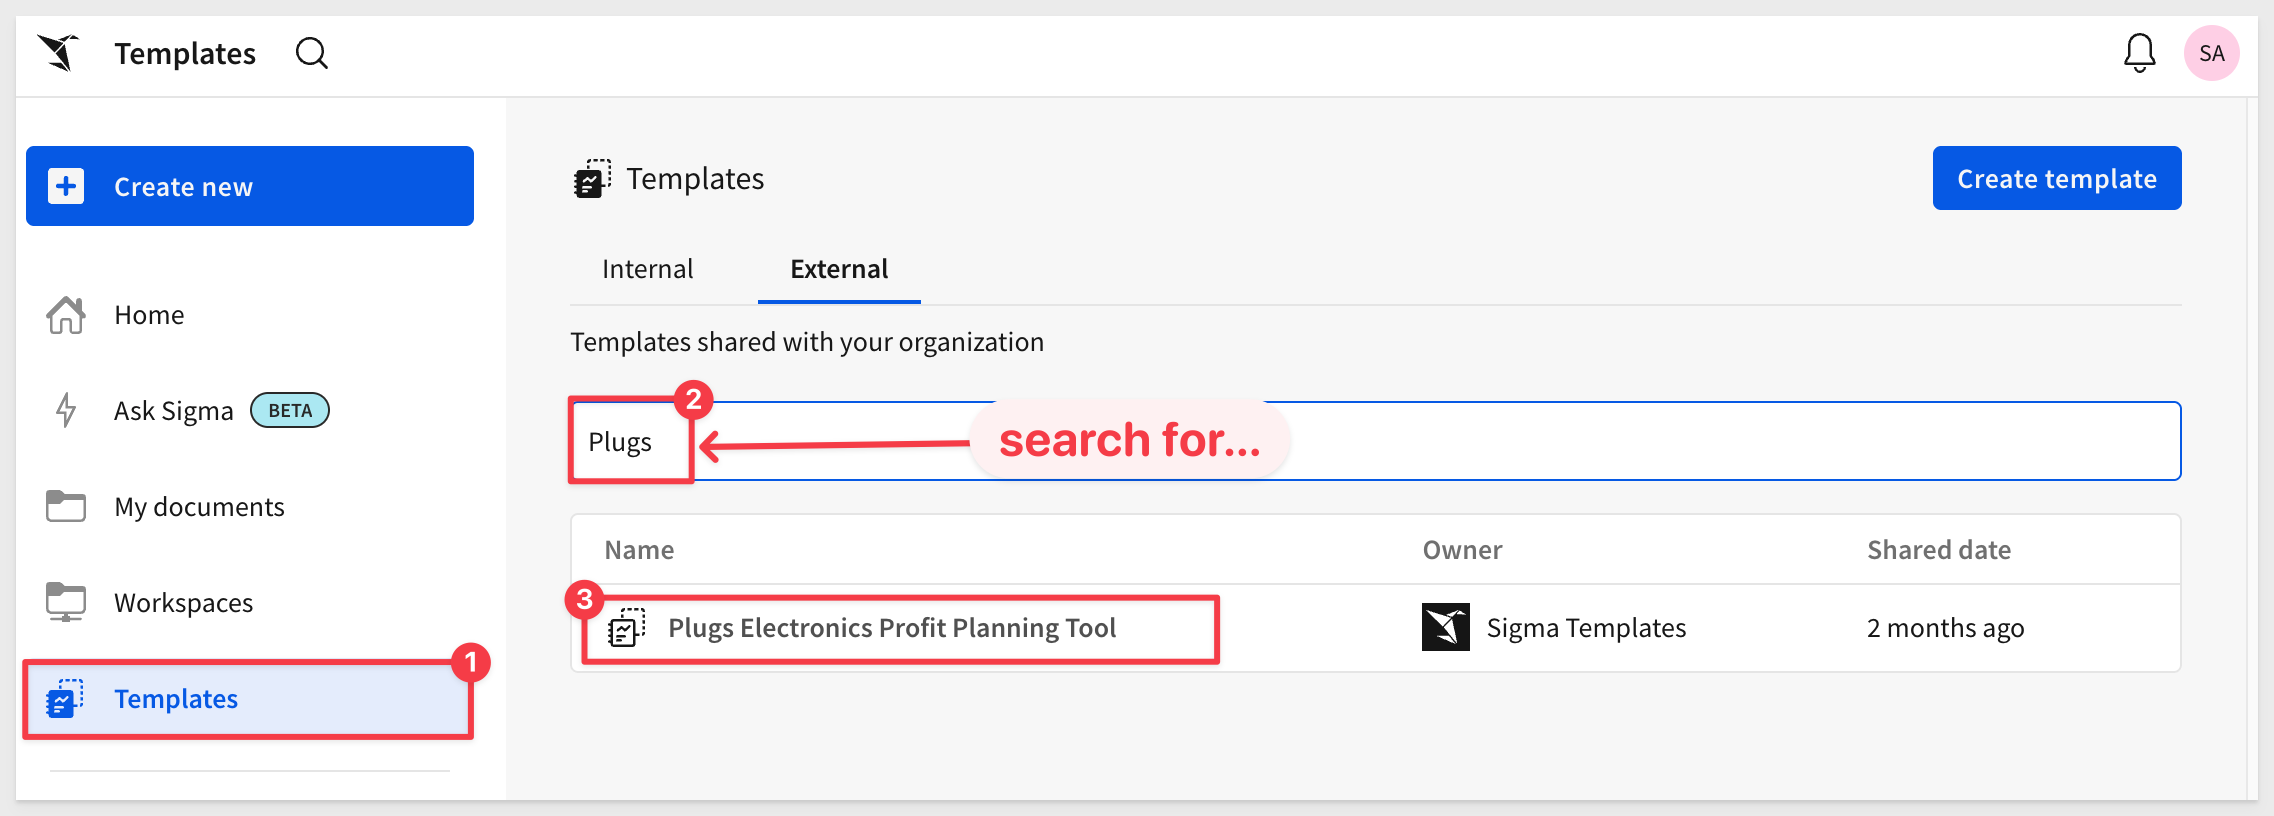 Templates
SA
Create new
Home
Ask Sigma BETA
My documents
Workspaces
1
Templates
Templates
Create template
Internal External
Templates shared with your organization
2
Plugs
search for...
Name Owner Shared date
3
Plugs Electronics Profit Planning Tool Sigma Templates 2 months ago